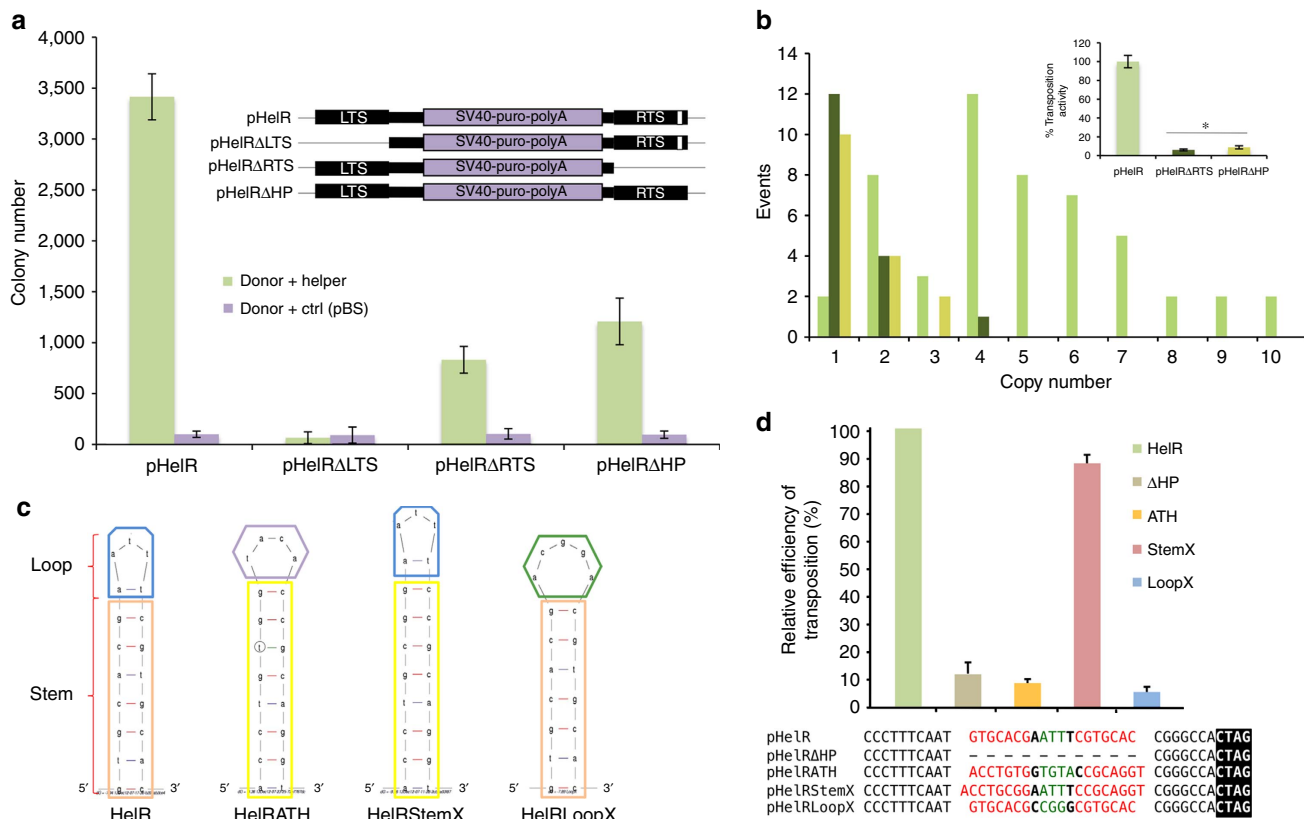 a
4,000
3,500
3,000
2,500
2,000
1,500
1,000
500
0
Colony number
pHelR
LTS
SV40-puro-polyA
RTS
pHelRΔLTS
SV40-puro-polyA
RTS
pHelRΔRTS
LTS
SV40-puro-polyA
pHelRΔHP
LTS
SV40-puro-polyA
RTS
Donor + helper
Donor + ctrl (pBS)
pHelR pHelRΔLTS pHelRΔRTS pHelRΔHP
b
14
12
10
8
6
4
2
0
Events
1 2 3 4 5 6 7 8 9 10
Copy number
120
100
80
60
40
20
0
% Transposition
activity
*
pHelR pHelRΔRTS pHelRΔHP
c
Loop
Stem
t
a t
a t
g c
c g
a t
c g
g c
t a
g c
5′ 3′
HelR
t a c a
g c
g c
t g
g c
t a
c g
c g
a t
5′ 3′
HelRATH
t
a t
a t
g c
g c
c g
g c
t a
c g
c g
a t
5′ 3′
HelRStemX
c g g a
g c
c g
a t
c g
g c
t a
g c
5′ 3′
HelRLoopX
d
100
90
80
70
60
50
40
30
20
10
0
Relative efficiency of
transposition (%)
HelR
ΔHP
ATH
StemX
LoopX
pHelR CCCTTTCAAT GTGCACGAATTTCGTGCAC CGGGCCACTAG
pHelRΔHP CCCTTTCAAT – – – – – – – – – – – – – CGGGCCACTAG
pHelRATH CCCTTTCAAT ACCTGTGGTGTACCGCAGGT CGGGCCACTAG
pHelRStemX CCCTTTCAAT ACCTGCGGAATTTCCGCAGGT CGGGCCACTAG
pHelRLoopX CCCTTTCAAT GTGCACGCCGGGCGTGCAC CGGGCCACTAG